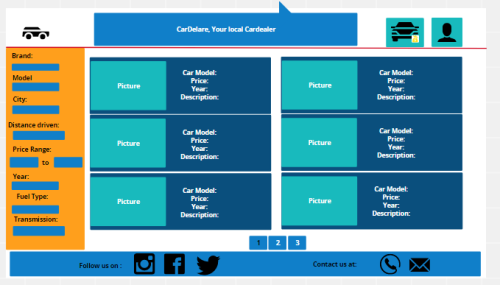 CarDelare, Your local Cardealer
Brand:
Model
City:
Distance driven:
Price Range:
to
Year:
Fuel Type:
Transmission:
Picture
Car Model:
Price:
Year:
Description:
Picture
Car Model:
Price:
Year:
Description:
Picture
Car Model:
Price:
Year:
Description:
Picture
Car Model:
Price:
Year:
Description:
Picture
Car Model:
Price:
Year:
Description:
Picture
Car Model:
Price:
Year:
Description:
1 2 3
Follow us on :
Contact us at: